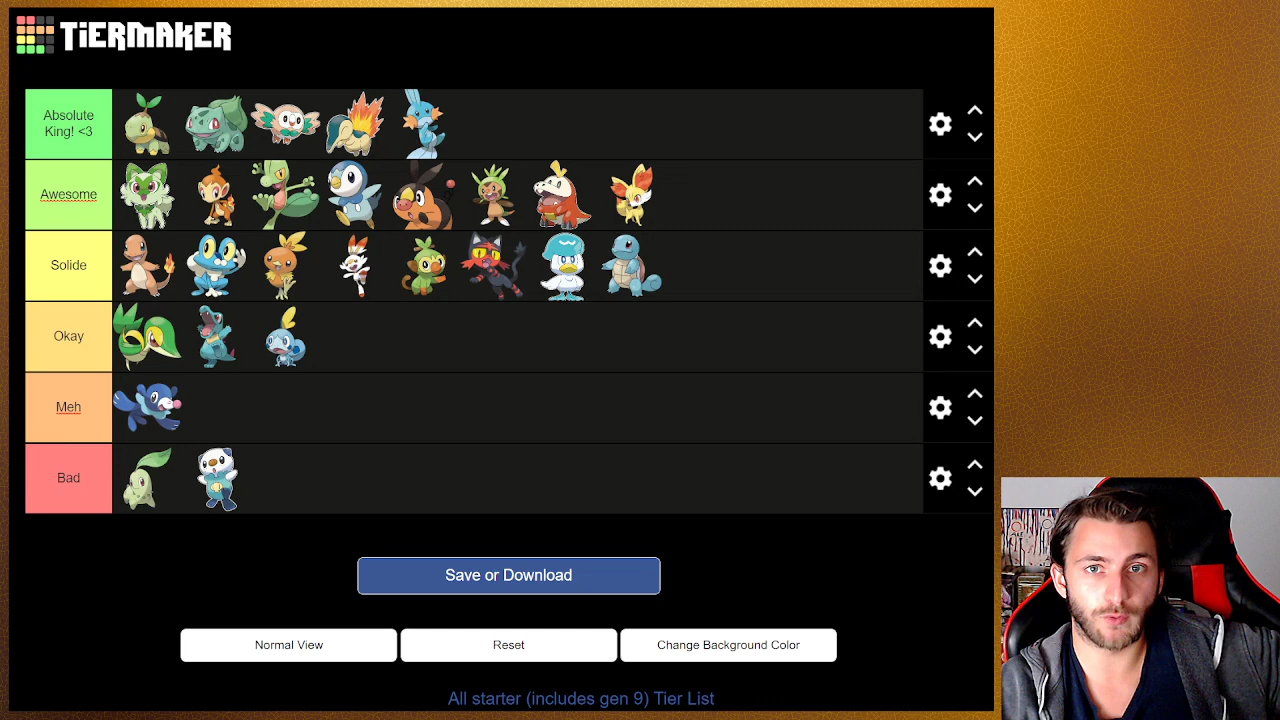 TiERMAKER
Absolute
King! <3
Awesome
Solide
Okay
Meh
Bad
Save or Download
Normal View
Reset
Change Background Color
All starter (includes gen 9) Tier List